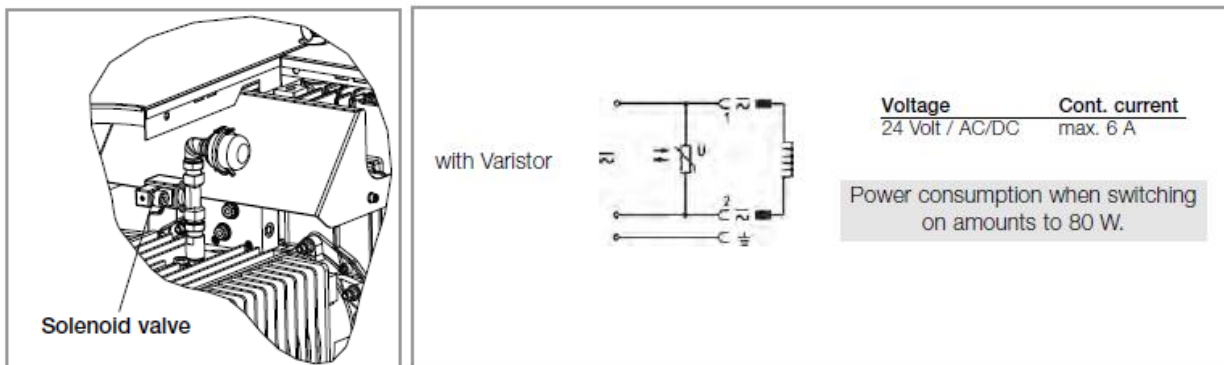 Solenoid valve
with Varistor
1
U
2
Voltage Cont. current
24 Volt / AC/DC max. 6 A
Power consumption when switching
on amounts to 80 W.